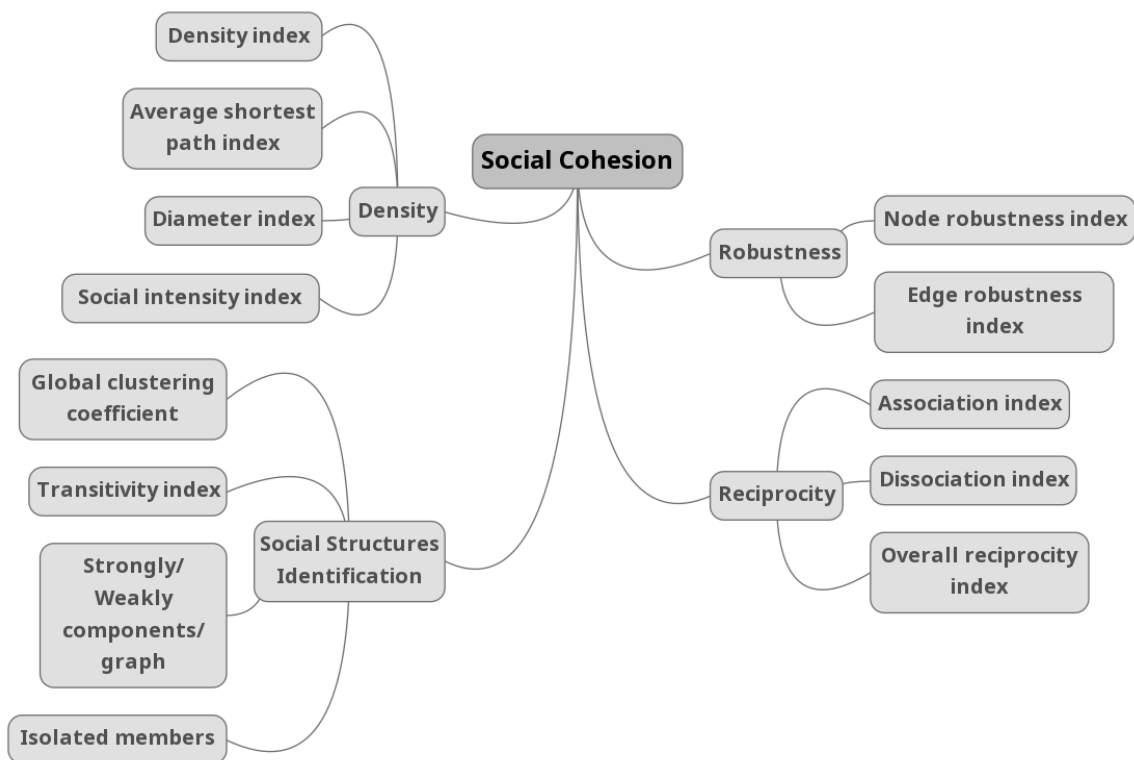 Social Cohesion
Density
Density index
Average shortest
path index
Diameter index
Social intensity index
Social Structures
Identification
Global clustering
coefficient
Transitivity index
Strongly/
Weakly
components/
graph
Isolated members
Robustness
Node robustness index
Edge robustness
index
Reciprocity
Association index
Dissociation index
Overall reciprocity
index